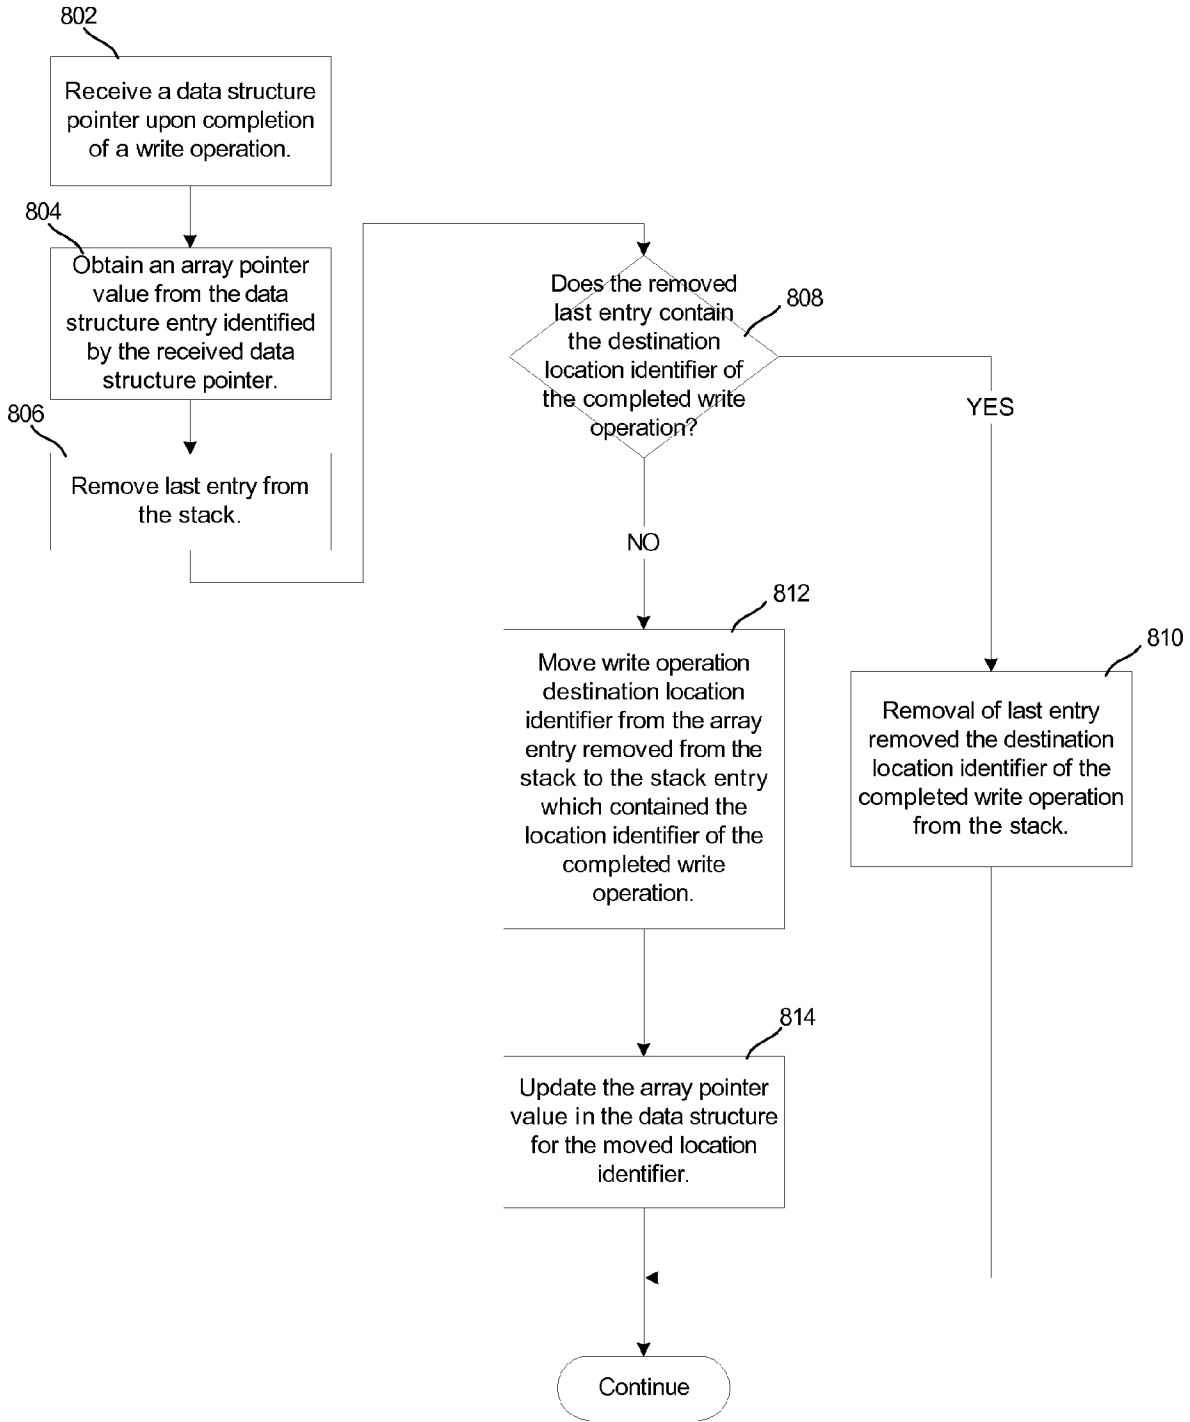 802
Receive a data structure
pointer upon completion
of a write operation.
804
Obtain an array pointer
value from the data
structure entry identified
by the received data
structure pointer.
806
Remove last entry from
the stack.
Does the removed
last entry contain
the destination
location identifier of
the completed write
operation?
808
YES
NO
812
Move write operation
destination location
identifier from the array
entry removed from the
stack to the stack entry
which contained the
location identifier of the
completed write
operation.
810
Removal of last entry
removed the destination
location identifier of the
completed write operation
from the stack.
814
Update the array pointer
value in the data structure
for the moved location
identifier.
Continue